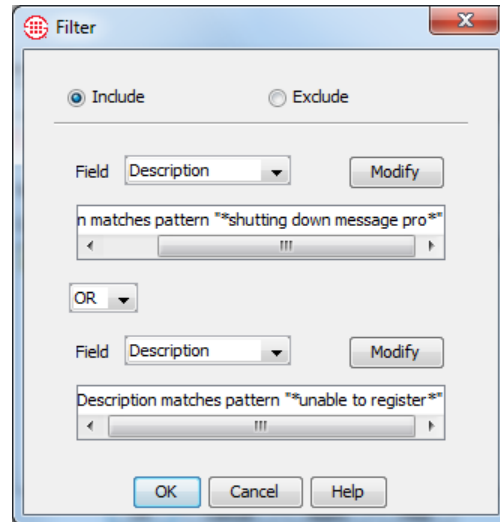 Filter
Include Exclude
Field Description Modify
n matches pattern "*shutting down message pro*"
OR
Field Description Modify
Description matches pattern "*unable to register*"
OK Cancel Help